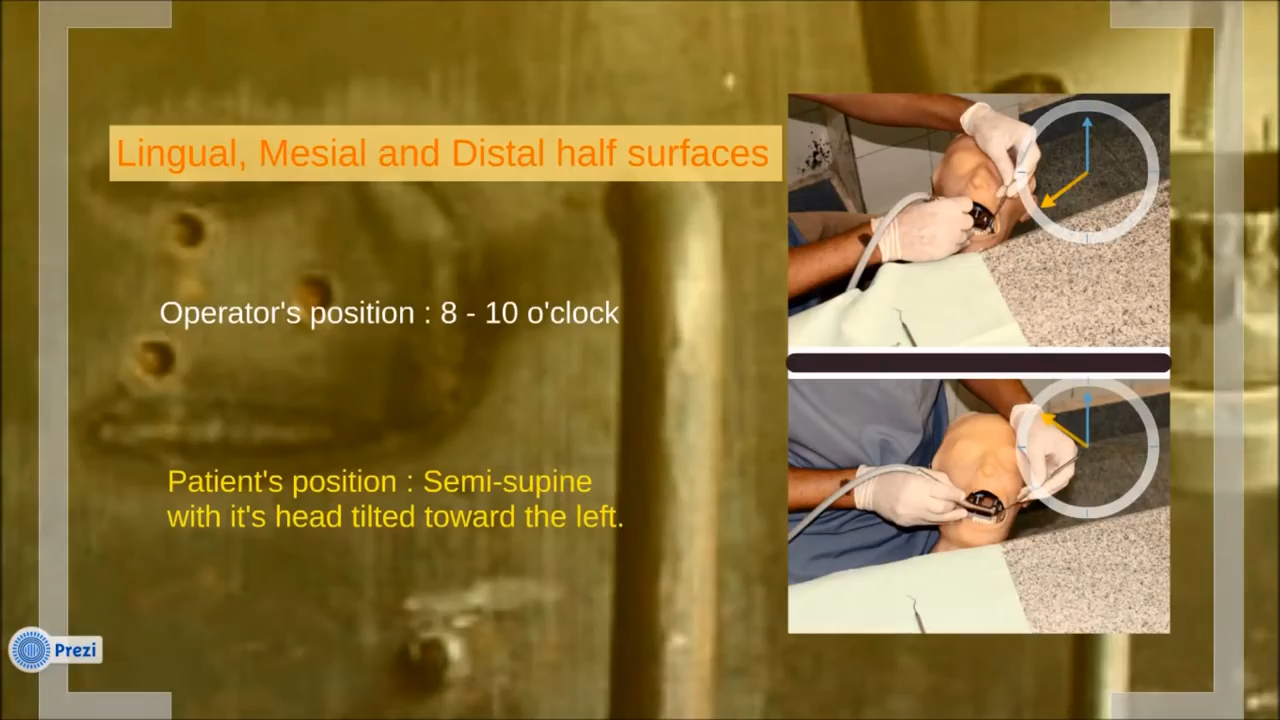 Lingual, Mesial and Distal half surfaces
Operator's position : 8 - 10 o'clock
Patient's position : Semi-supine
with it's head tilted toward the left.
Prezi